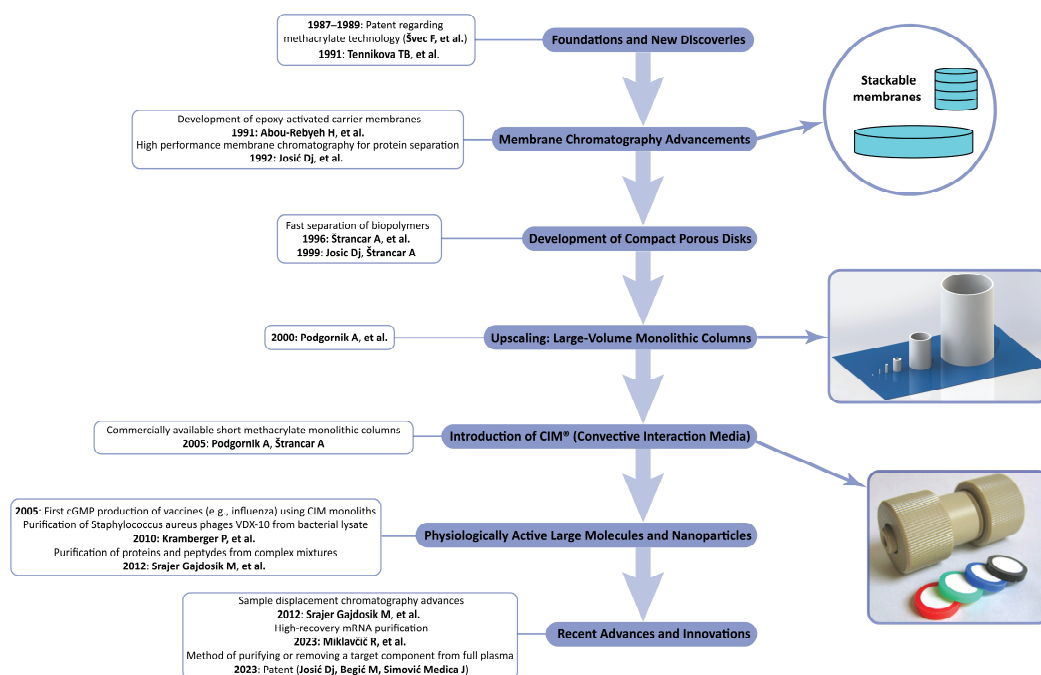 1987–1989: Patent regarding
methacrylate technology (Švec F, et al.)
1991: Tennikova TB, et al.
Foundations and New Discoveries
Stackable
membranes
Development of epoxy-activated carrier membranes
1991: Abou-Rebyeh H, et al.
High performance membrane chromatography for protein separation
1992: Josić Dj, et al.
Membrane Chromatography Advancements
Fast separation of biopolymers
1996: Štrancar A, et al.
1999: Josic Dj, Štrancar A
Development of Compact Porous Disks
2000: Podgornik A, et al.
Upscaling: Large-Volume Monolithic Columns
Commercially available short methacrylate monolithic columns
2005: Podgornik A, Štrancar A
Introduction of CIM® (Convective Interaction Media)
2005: First cGMP production of vaccines (e.g., influenza) using CIM monoliths
Purification of Staphylococcus aureus phages VDX-10 from bacterial lysate
2010: Kramberger P, et al.
Purification of proteins and peptydes from complex mixtures
2012: Srajer Gajdosik M, et al.
Physiologically Active Large Molecules and Nanoparticles
Sample displacement chromatography advances
2012: Srajer Gajdosik M, et al.
High-recovery mRNA purification
2023: Miklavčić R, et al.
Method of purifying or removing a target component from full plasma
2023: Patent (Josić Dj, Begić M, Simović Medica J)
Recent Advances and Innovations